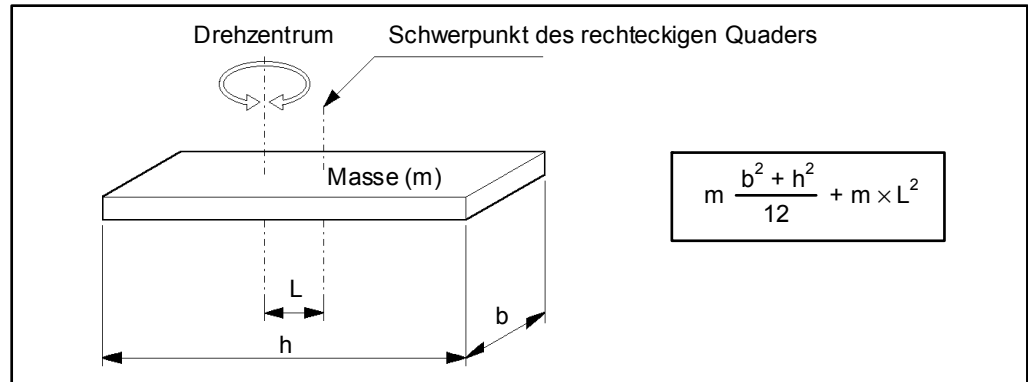 Drehzentrum
Schwerpunkt des rechteckigen Quaders
Masse (m)
m (b² + h²)/12 + m × L²
L
b
h